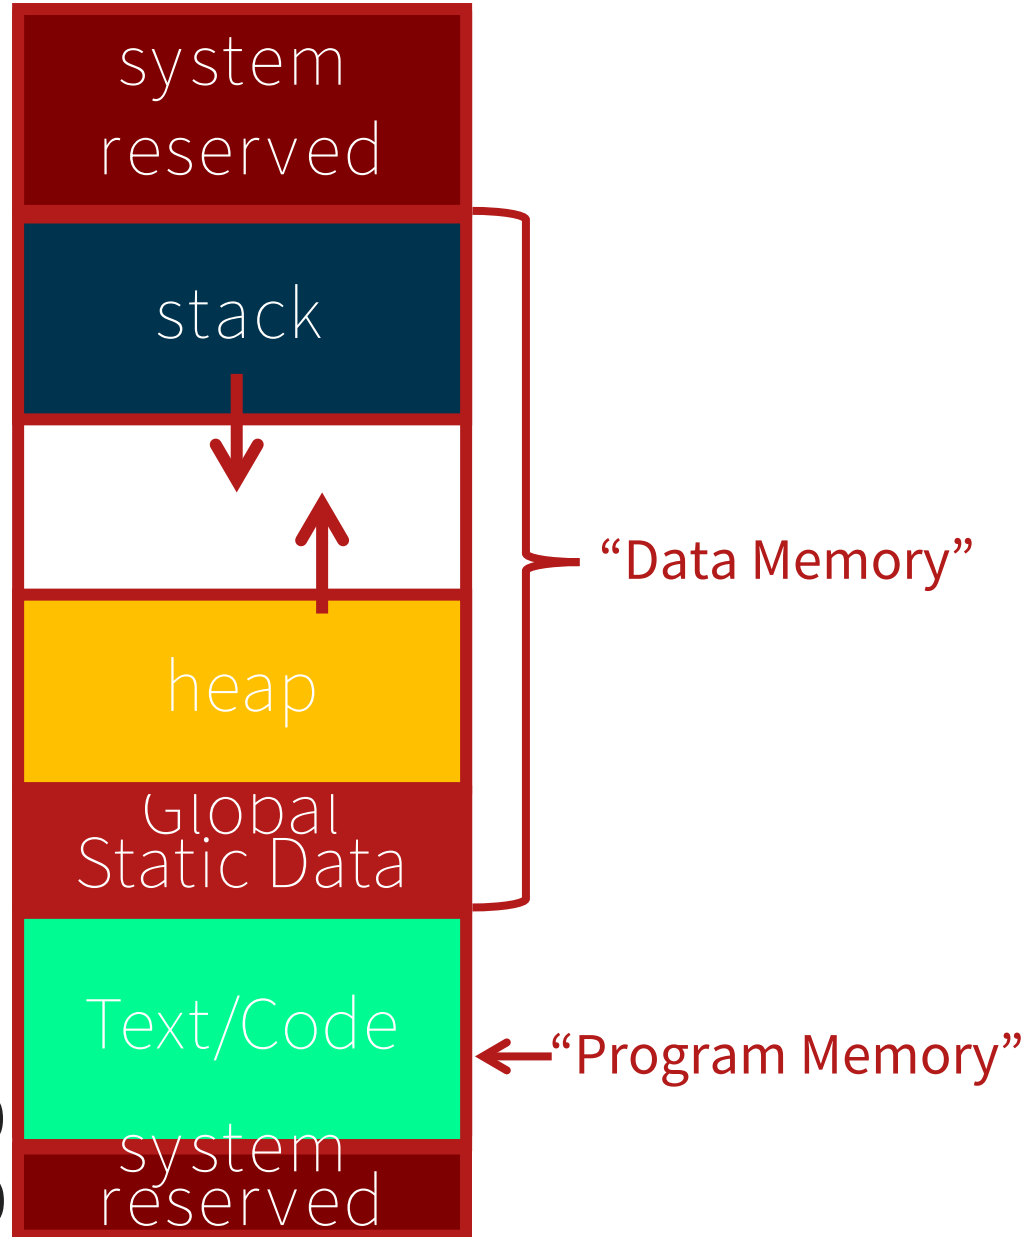 system
reserved
stack
“Data Memory”
heap
Global
Static Data
Text/Code
“Program Memory”
system
reserved